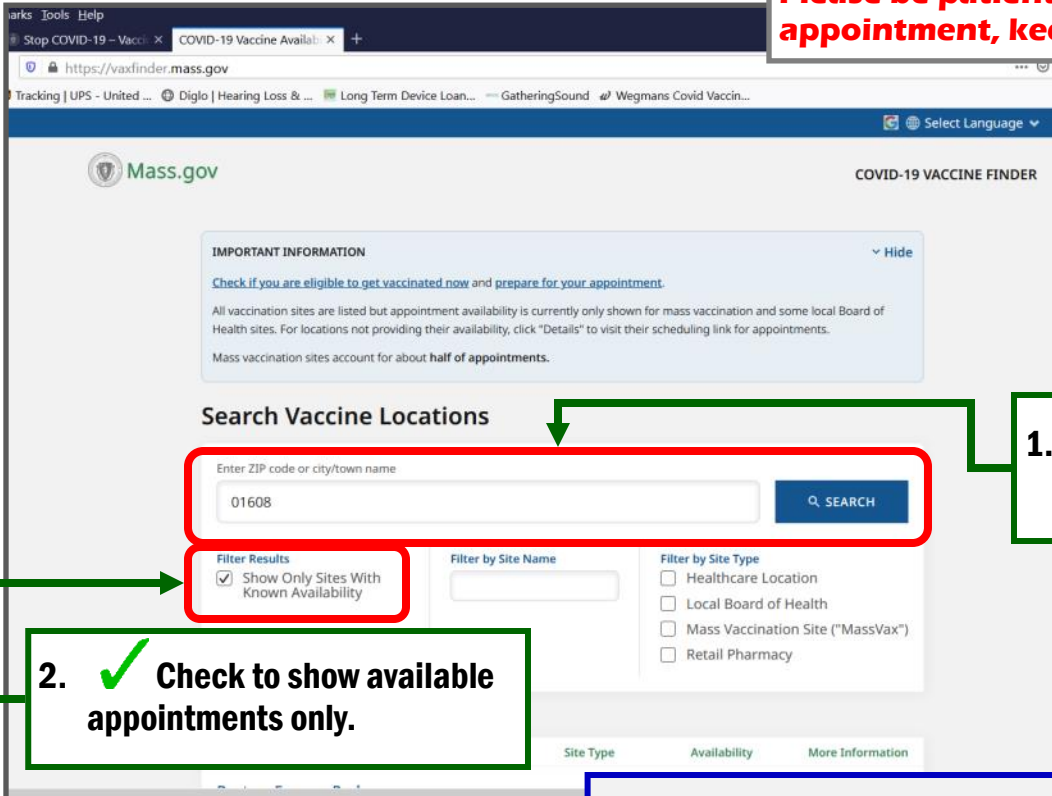 Please be patient
appointment, kee
arks Tools Help
Stop COVID-19 – Vacci × COVID-19 Vaccine Availab × +
https://vaxfinder.mass.gov
Tracking | UPS - United ... Diglo | Hearing Loss & ... Long Term Device Loan... GatheringSound Wegmans Covid Vaccin...
Select Language
Mass.gov
COVID-19 VACCINE FINDER
IMPORTANT INFORMATION
Hide
Check if you are eligible to get vaccinated now and prepare for your appointment.
All vaccination sites are listed but appointment availability is currently only shown for mass vaccination and some local Board of
Health sites. For locations not providing their availability, click "Details" to visit their scheduling link for appointments.
Mass vaccination sites account for about half of appointments.
Search Vaccine Locations
1.
Enter ZIP code or city/town name
01608
SEARCH
Filter Results
Show Only Sites With
Known Availability
Filter by Site Name
Filter by Site Type
Healthcare Location
Local Board of Health
Mass Vaccination Site ("MassVax")
Retail Pharmacy
2. ✓ Check to show available
appointments only.
Site Type Availability More Information